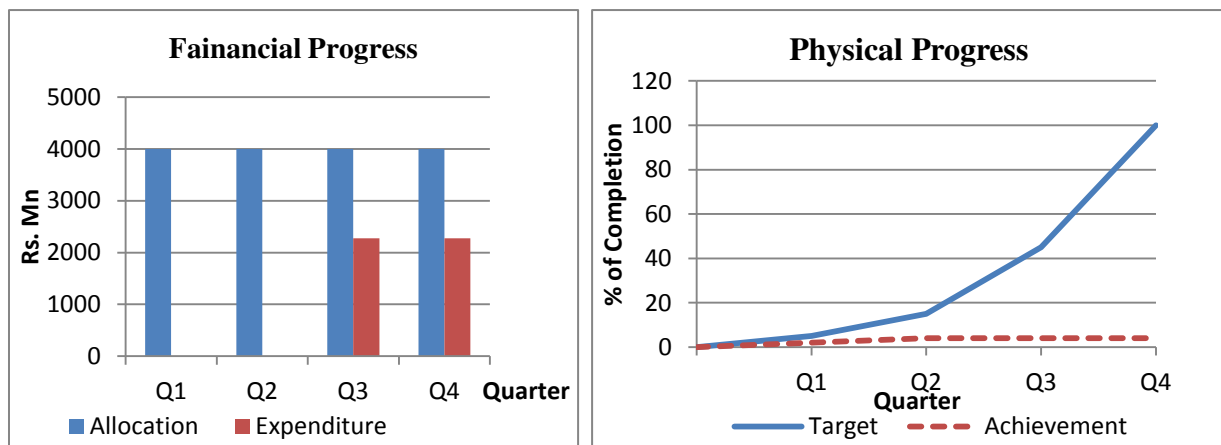 Fainancial Progress
5000
4000
3000
2000
1000
0
Rs. Mn
Q1 Q2 Q3 Q4 Quarter
Allocation Expenditure
Physical Progress
120
100
80
60
40
20
0
% of Completion
Q1 Q2 Q3 Q4
Quarter
Target Achievement